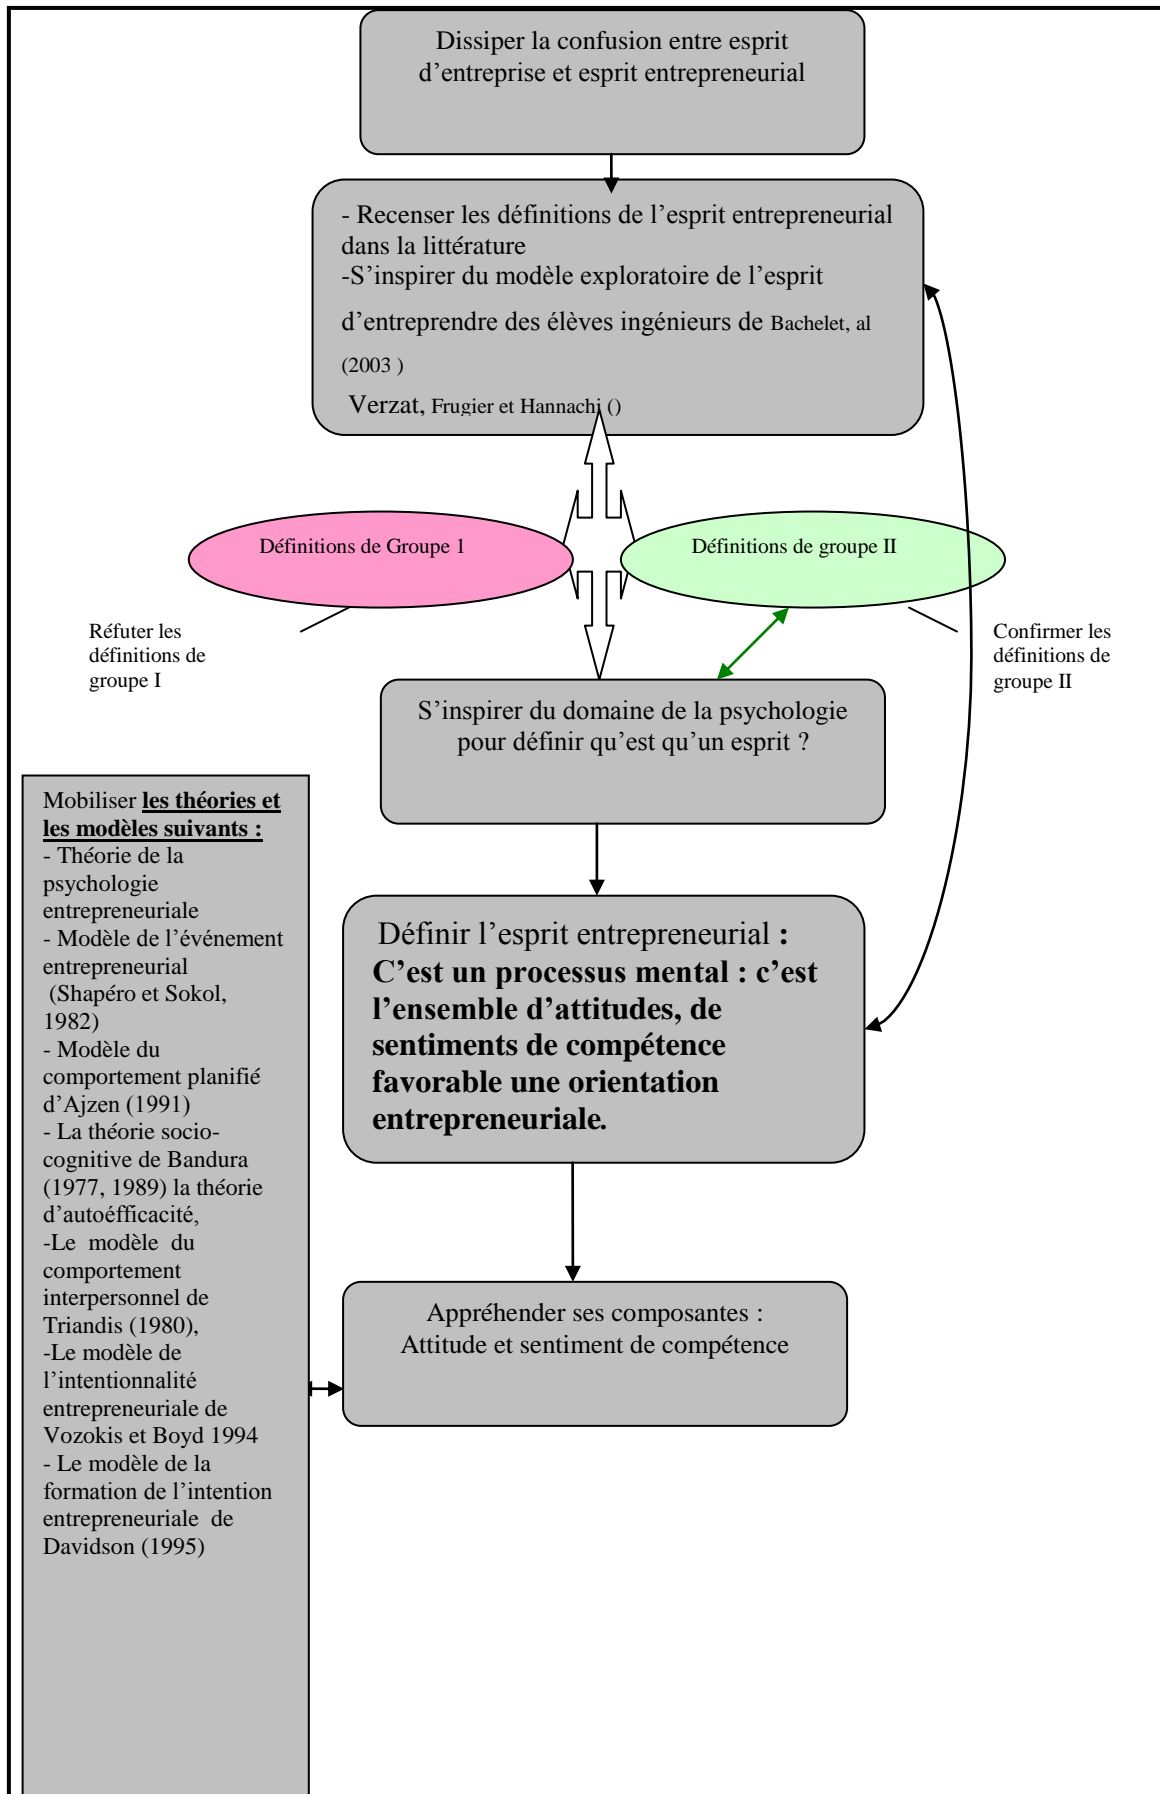 Dissiper la confusion entre esprit
d’entreprise et esprit entrepreneurial
- Recenser les définitions de l’esprit entrepreneurial
dans la littérature
-S’inspirer du modèle exploratoire de l’esprit
d’entreprendre des élèves ingénieurs de Bachelet, al
(2003 )
Verzat, Frugier et Hannachi ()
Définitions de Groupe 1
Définitions de groupe II
Réfuter les
définitions de
groupe I
Confirmer les
définitions de
groupe II
S’inspirer du domaine de la psychologie
pour définir qu’est qu’un esprit ?
Mobiliser les théories et
les modèles suivants :
- Théorie de la
psychologie
entrepreneuriale
- Modèle de l’événement
entrepreneurial
(Shapéro et Sokol,
1982)
- Modèle du
comportement planifié
d’Ajzen (1991)
- La théorie socio-
cognitive de Bandura
(1977, 1989) la théorie
d’autoéfficacité,
-Le modèle du
comportement
interpersonnel de
Triandis (1980),
-Le modèle de
l’intentionnalité
entrepreneuriale de
Vozokis et Boyd 1994
- Le modèle de la
formation de l’intention
entrepreneuriale de
Davidson (1995)
Définir l’esprit entrepreneurial :
C’est un processus mental : c’est
l’ensemble d’attitudes, de
sentiments de compétence
favorable une orientation
entrepreneuriale.
Appréhender ses composantes :
Attitude et sentiment de compétence